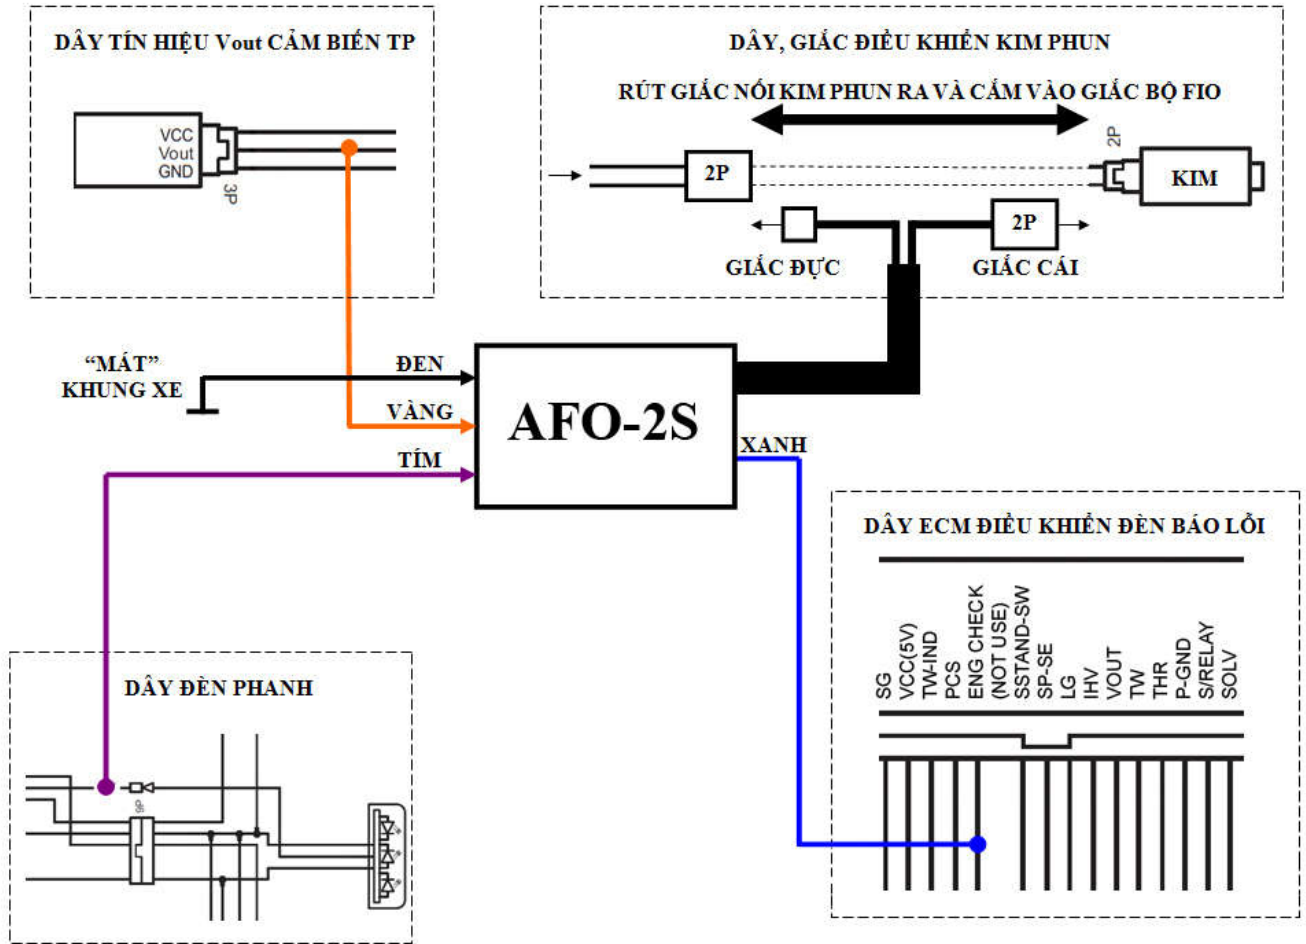 DÂY TÍN HIỆU Vout CẢM BIẾN TP
VCC
Vout
GND
3P
DÂY, GIẮC ĐIỀU KHIỂN KIM PHUN
RÚT GIẮC NỐI KIM PHUN RA VÀ CẮM VÀO GIẮC BỘ FIO
2P
2P
KIM
2P
GIẮC ĐỰC
GIẮC CÁI
“MÁT”
KHUNG XE
ĐEN
VÀNG
TÍM
AFO-2S
XANH
DÂY ECM ĐIỀU KHIỂN ĐÈN BÁO LỖI
SG
VCC(5V)
TW-IND
PCS
ENG CHECK
(NOT USE)
SSTAND-SW
SP-SE
LG
IHV
VOUT
TW
THR
P-GND
S/RELAY
SOLV
DÂY ĐÈN PHANH